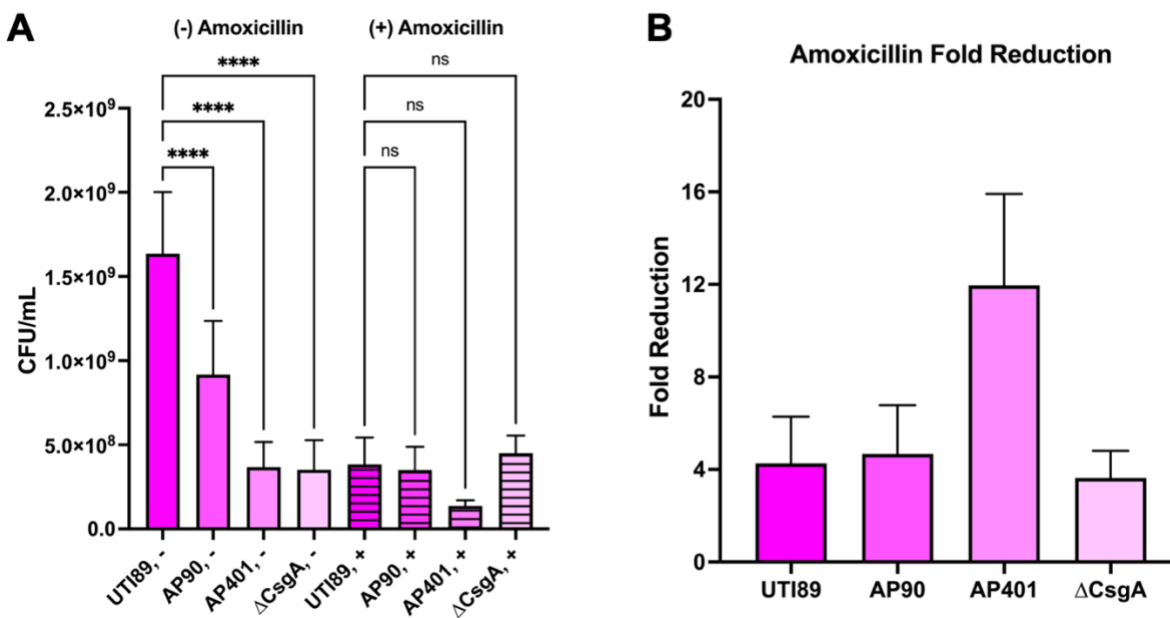 A
(-) Amoxicillin
(+) Amoxicillin
****
****
****
ns
ns
ns
CFU/mL
2.5×10⁹
2.0×10⁹
1.5×10⁹
1.0×10⁹
5.0×10⁸
0.0
UTI89, -
AP90, -
AP401, -
ΔCsgA, -
UTI89, +
AP90, +
AP401, +
ΔCsgA, +
B
Amoxicillin Fold Reduction
Fold Reduction
20
16
12
8
4
0
UTI89
AP90
AP401
ΔCsgA